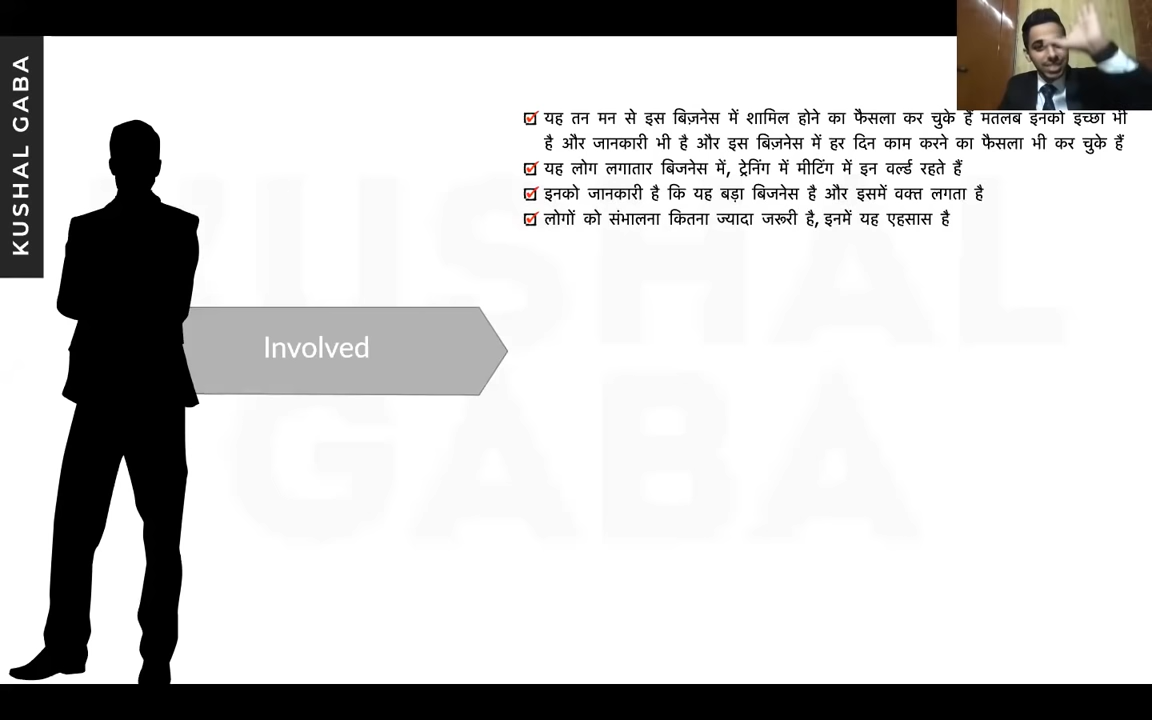 KUSHAL GABA
यह तन मन से इस बिज़नेस में शामिल होने का फैसला कर चुके हैं मतलब इनको इच्छा भी
है और जानकारी भी है और इस बिज़नेस में हर दिन काम करने का फैसला भी कर चुके हैं
यह लोग लगातार बिजनेस में, ट्रेनिंग में मीटिंग में इन वर्ल्ड रहते हैं
इनको जानकारी है कि यह बड़ा बिजनेस है और इसमें वक्त लगता है
लोगों को संभालना कितना ज्यादा जरूरी है, इनमें यह एहसास है
Involved
KUSHAL
GABA